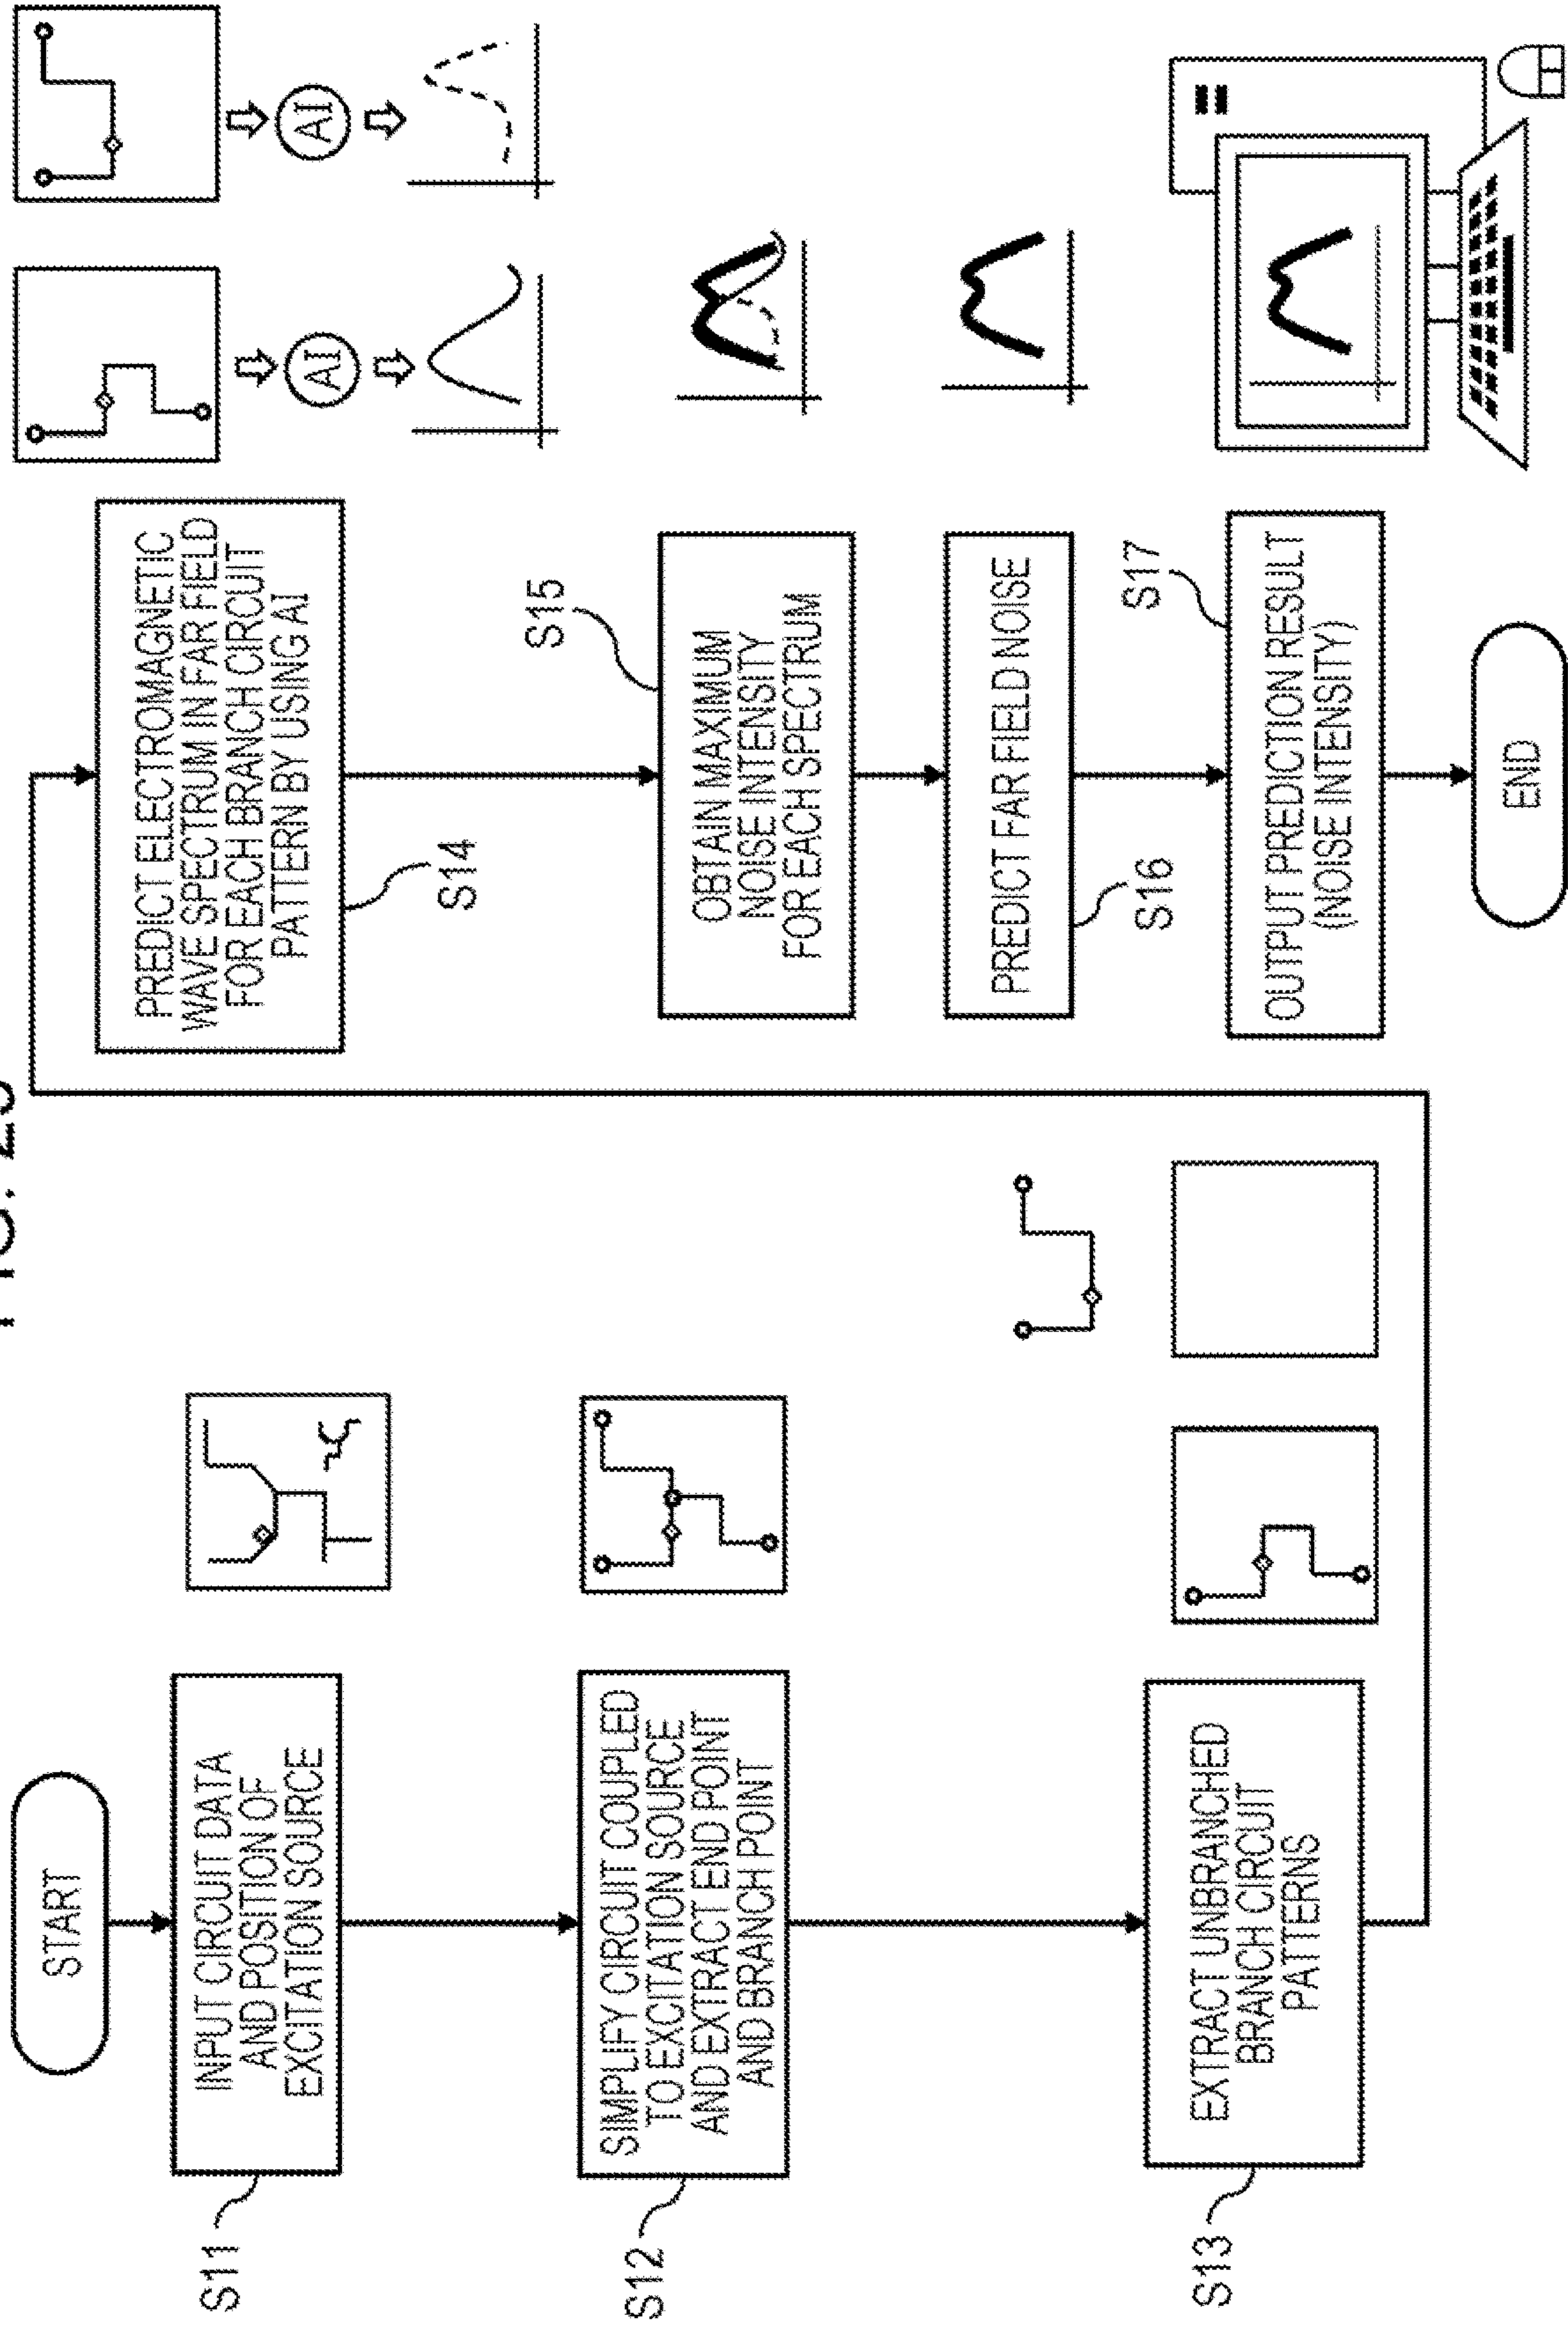 START
S11
INPUT CIRCUIT DATA
AND POSITION OF
EXCITATION SOURCE
S12
SIMPLIFY CIRCUIT COUPLED
TO EXCITATION SOURCE
AND EXTRACT END POINT
AND BRANCH POINT
S13
EXTRACT UNBRANCHED
BRANCH CIRCUIT
PATTERNS
PREDICT ELECTROMAGNETIC
WAVE SPECTRUM IN FAR FIELD
FOR EACH BRANCH CIRCUIT
PATTERN BY USING AI
S14
AI
AI
S15
OBTAIN MAXIMUM
NOISE INTENSITY
FOR EACH SPECTRUM
PREDICT FAR FIELD NOISE
S16
S17
OUTPUT PREDICTION RESULT
(NOISE INTENSITY)
END